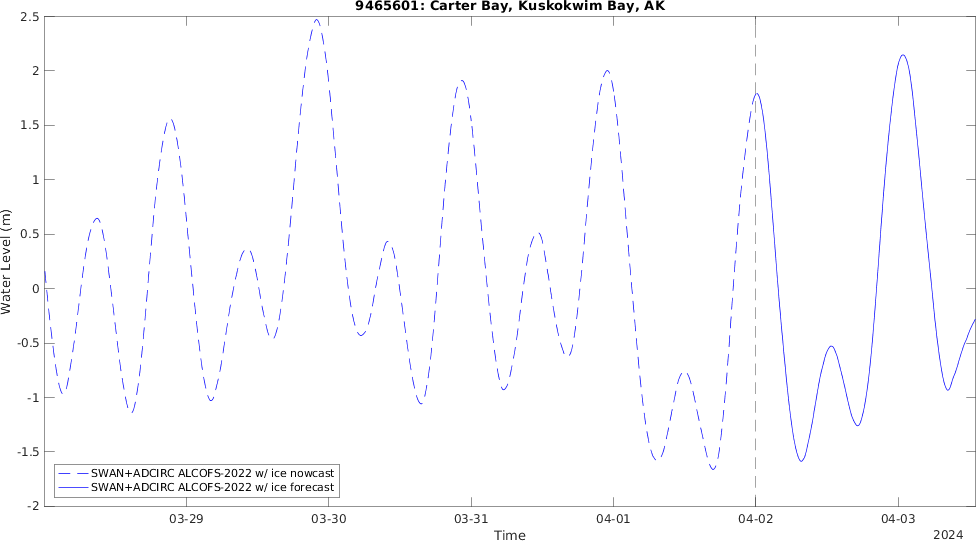 9465601: Carter Bay, Kuskokwim Bay, AK
2.5
2
1.5
1
0.5
0
-0.5
-1
-1.5
-2
Water Level (m)
SWAN+ADCIRC ALCOFS-2022 w/ ice nowcast
SWAN+ADCIRC ALCOFS-2022 w/ ice forecast
03-29 03-30 03-31 04-01 04-02 04-03
Time
2024